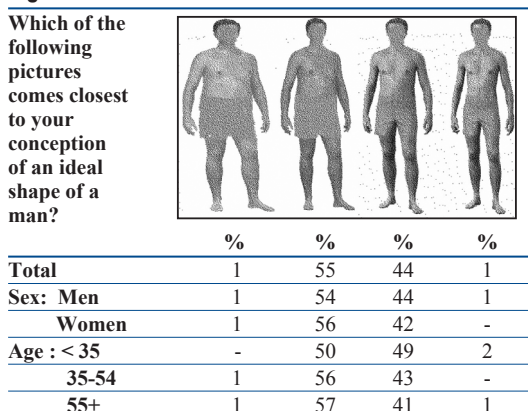 Which of the
following
pictures
comes closest
to your
conception
of an ideal
shape of a
man?
% % % %
Total 1 55 44 1
Sex: Men 1 54 44 1
Women 1 56 42 -
Age : < 35 - 50 49 2
35-54 1 56 43 -
55+ 1 57 41 1